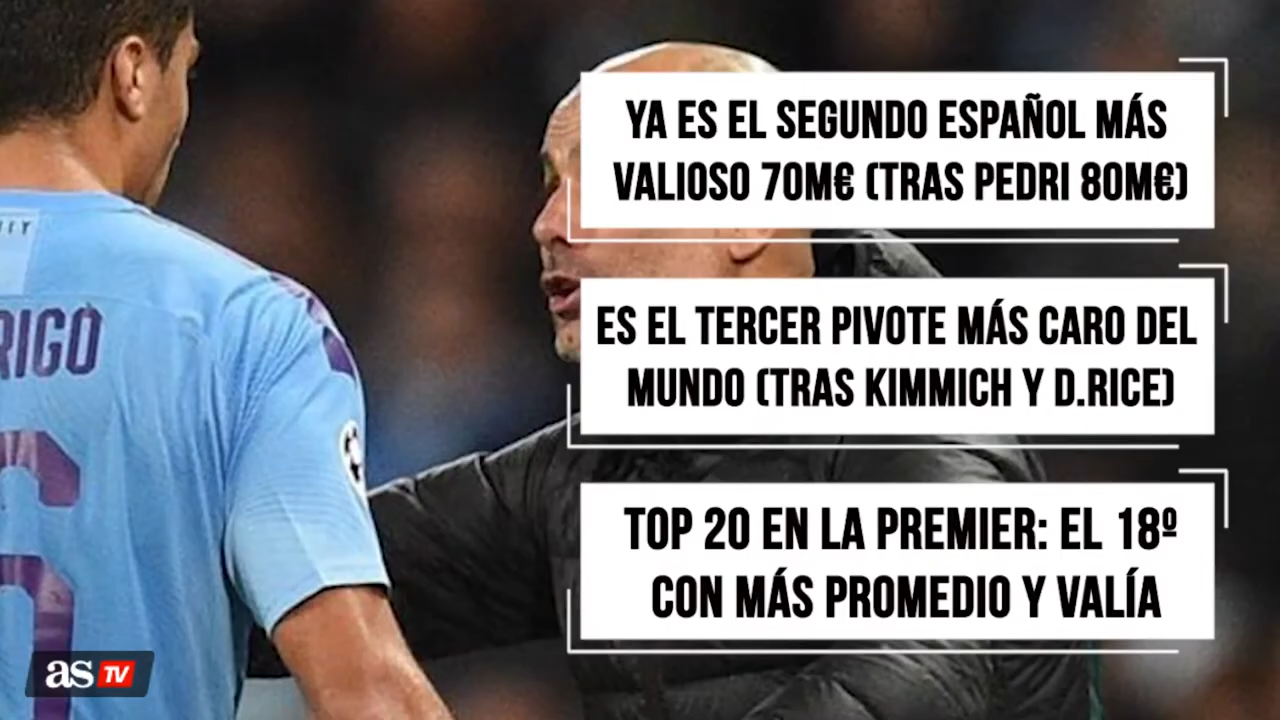 YA ES EL SEGUNDO ESPAÑOL MÁS
VALIOSO 70M€ (TRAS PEDRI 80M€)
ES EL TERCER PIVOTE MÁS CARO DEL
MUNDO (TRAS KIMMICH Y D.RICE)
TOP 20 EN LA PREMIER: EL 18º
CON MÁS PROMEDIO Y VALÍA
RIGO
as TV